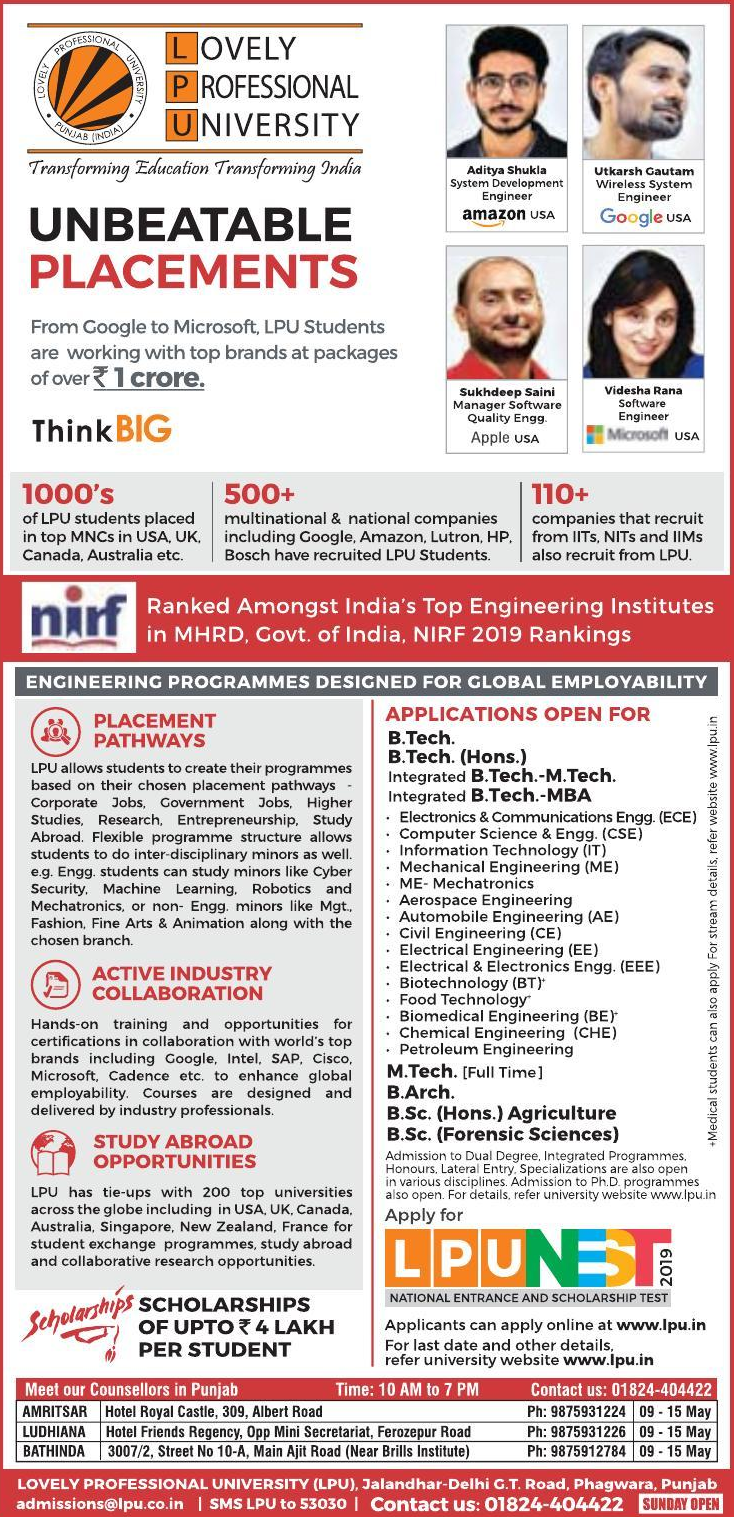 LOVELY PROFESSIONAL UNIVERSITY
PUNJAB (INDIA)
LOVELY
PROFESSIONAL
UNIVERSITY
Transforming Education Transforming India
UNBEATABLE
PLACEMENTS
From Google to Microsoft, LPU Students
are working with top brands at packages
of over ₹ 1 crore.
Think BIG
Aditya Shukla
System Development
Engineer
amazon USA
Utkarsh Gautam
Wireless System
Engineer
Google USA
Sukhdeep Saini
Manager Software
Quality Engg.
Apple USA
Videsha Rana
Software
Engineer
Microsoft USA
1000's
of LPU students placed
in top MNCs in USA, UK,
Canada, Australia etc.
500+
multinational & national companies
including Google, Amazon, Lutron, HP,
Bosch have recruited LPU Students.
110+
companies that recruit
from IITs, NITs and IIMs
also recruit from LPU.
nirf
Ranked Amongst India's Top Engineering Institutes
in MHRD, Govt. of India, NIRF 2019 Rankings
ENGINEERING PROGRAMMES DESIGNED FOR GLOBAL EMPLOYABILITY
PLACEMENT
PATHWAYS
LPU allows students to create their programmes
based on their chosen placement pathways -
Corporate Jobs, Government Jobs, Higher
Studies, Research, Entrepreneurship, Study
Abroad. Flexible programme structure allows
students to do inter-disciplinary minors as well.
e.g. Engg. students can study minors like Cyber
Security, Machine Learning, Robotics and
Mechatronics, or non- Engg. minors like Mgt.,
Fashion, Fine Arts & Animation along with the
chosen branch.
ACTIVE INDUSTRY
COLLABORATION
Hands-on training and opportunities for
certifications in collaboration with world's top
brands including Google, Intel, SAP, Cisco,
Microsoft, Cadence etc. to enhance global
employability. Courses are designed and
delivered by industry professionals.
STUDY ABROAD
OPPORTUNITIES
LPU has tie-ups with 200 top universities
across the globe including in USA, UK, Canada,
Australia, Singapore, New Zealand, France for
student exchange programmes, study abroad
and collaborative research opportunities.
Scholarships
SCHOLARSHIPS
OF UPTO ₹ 4 LAKH
PER STUDENT
APPLICATIONS OPEN FOR
B.Tech.
B.Tech. (Hons.)
Integrated B.Tech.-M.Tech.
Integrated B.Tech.-MBA
• Electronics & Communications Engg. (ECE)
• Computer Science & Engg. (CSE)
• Information Technology (IT)
• Mechanical Engineering (ME)
• ME- Mechatronics
• Aerospace Engineering
• Automobile Engineering (AE)
• Civil Engineering (CE)
• Electrical Engineering (EE)
• Electrical & Electronics Engg. (EEE)
• Biotechnology (BT)+
• Food Technology+
• Biomedical Engineering (BE)+
• Chemical Engineering (CHE)
• Petroleum Engineering
M.Tech. [Full Time]
B.Arch.
B.Sc. (Hons.) Agriculture
B.Sc. (Forensic Sciences)
+Medical students can also apply For stream details, refer website www.lpu.in
Admission to Dual Degree, Integrated Programmes,
Honours, Lateral Entry, Specializations are also open
in various disciplines. Admission to Ph.D. programmes
also open. For details, refer university website www.lpu.in
Apply for
LPUNEST 2019
NATIONAL ENTRANCE AND SCHOLARSHIP TEST
Applicants can apply online at www.lpu.in
For last date and other details,
refer university website www.lpu.in
Meet our Counsellors in Punjab Time: 10 AM to 7 PM Contact us: 01824-404422
AMRITSAR Hotel Royal Castle, 309, Albert Road Ph: 9875931224 09 - 15 May
LUDHIANA Hotel Friends Regency, Opp Mini Secretariat, Ferozepur Road Ph: 9875931226 09 - 15 May
BATHINDA 3007/2, Street No 10-A, Main Ajit Road (Near Brills Institute) Ph: 9875912784 09 - 15 May
LOVELY PROFESSIONAL UNIVERSITY (LPU), Jalandhar-Delhi G.T. Road, Phagwara, Punjab
admissions@lpu.co.in | SMS LPU to 53030 | Contact us: 01824-404422 SUNDAY OPEN